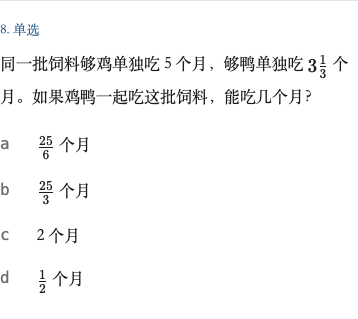 8. 单选
同一批饲料够鸡单独吃 5 个月，够鸭单独吃 3 1/3 个
月。如果鸡鸭一起吃这批饲料，能吃几个月？
a 25/6 个月
b 25/3 个月
c 2 个月
d 1/2 个月